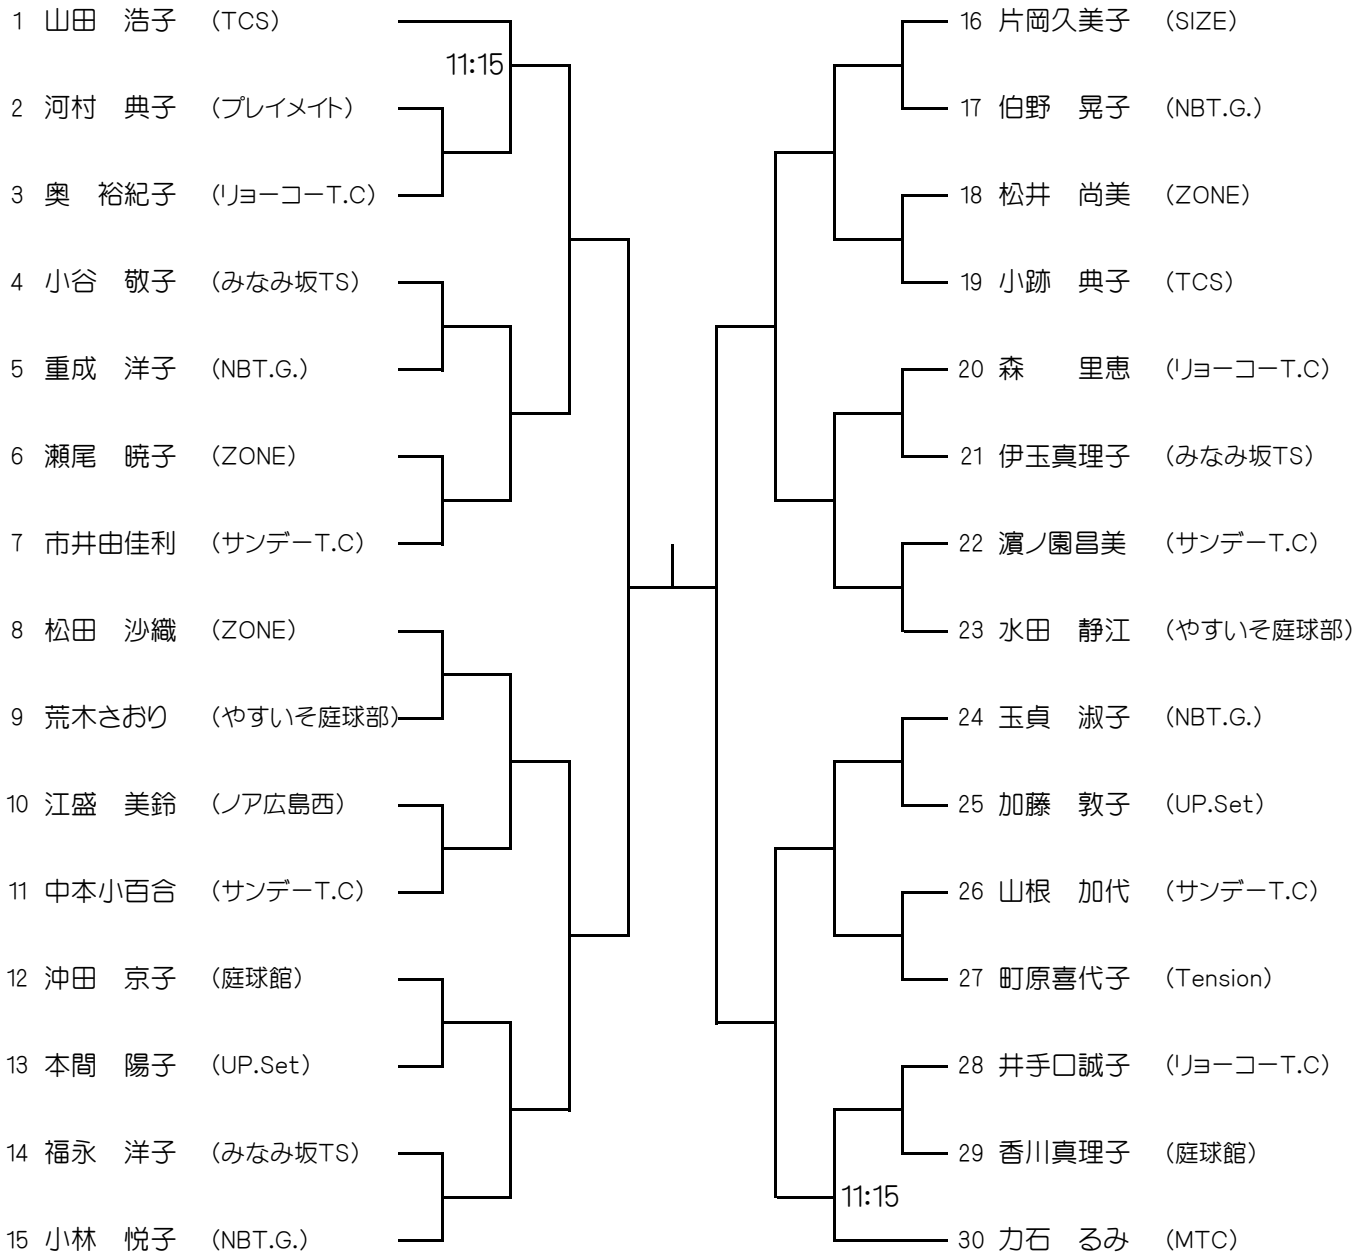 1 山田　浩子 (TCS)
11:15
2 河村　典子 (プレイメイト)
3 奥　裕紀子 (リョーコーT.C)
4 小谷　敬子 (みなみ坂TS)
5 重成　洋子 (NBT.G.)
6 瀬尾　暁子 (ZONE)
7 市井由佳利 (サンデーT.C)
8 松田　沙織 (ZONE)
9 荒木さおり (やすいそ庭球部)
10 江盛　美鈴 (ノア広島西)
11 中本小百合 (サンデーT.C)
12 沖田　京子 (庭球館)
13 本間　陽子 (UP.Set)
14 福永　洋子 (みなみ坂TS)
15 小林　悦子 (NBT.G.)
16 片岡久美子 (SIZE)
17 伯野　晃子 (NBT.G.)
18 松井　尚美 (ZONE)
19 小跡　典子 (TCS)
20 森　　里恵 (リョーコーT.C)
21 伊玉真理子 (みなみ坂TS)
22 濵ノ園昌美 (サンデーT.C)
23 水田　静江 (やすいそ庭球部)
24 玉貞　淑子 (NBT.G.)
25 加藤　敦子 (UP.Set)
26 山根　加代 (サンデーT.C)
27 町原喜代子 (Tension)
28 井手口誠子 (リョーコーT.C)
29 香川真理子 (庭球館)
11:15
30 力石　るみ (MTC)